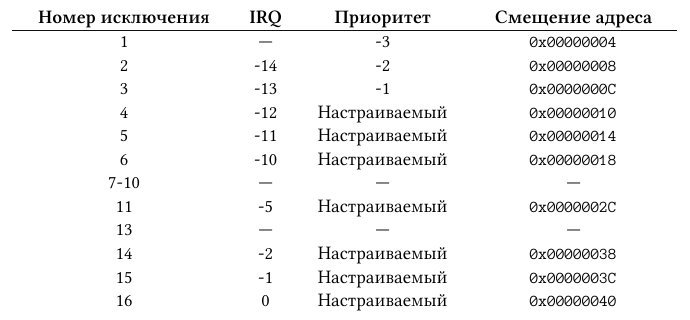 Номер исключения IRQ Приоритет Смещение адреса
1 — -3 0x00000004
2 -14 -2 0x00000008
3 -13 -1 0x0000000C
4 -12 Настраиваемый 0x00000010
5 -11 Настраиваемый 0x00000014
6 -10 Настраиваемый 0x00000018
7-10 — — —
11 -5 Настраиваемый 0x0000002C
13 — — —
14 -2 Настраиваемый 0x00000038
15 -1 Настраиваемый 0x0000003C
16 0 Настраиваемый 0x00000040